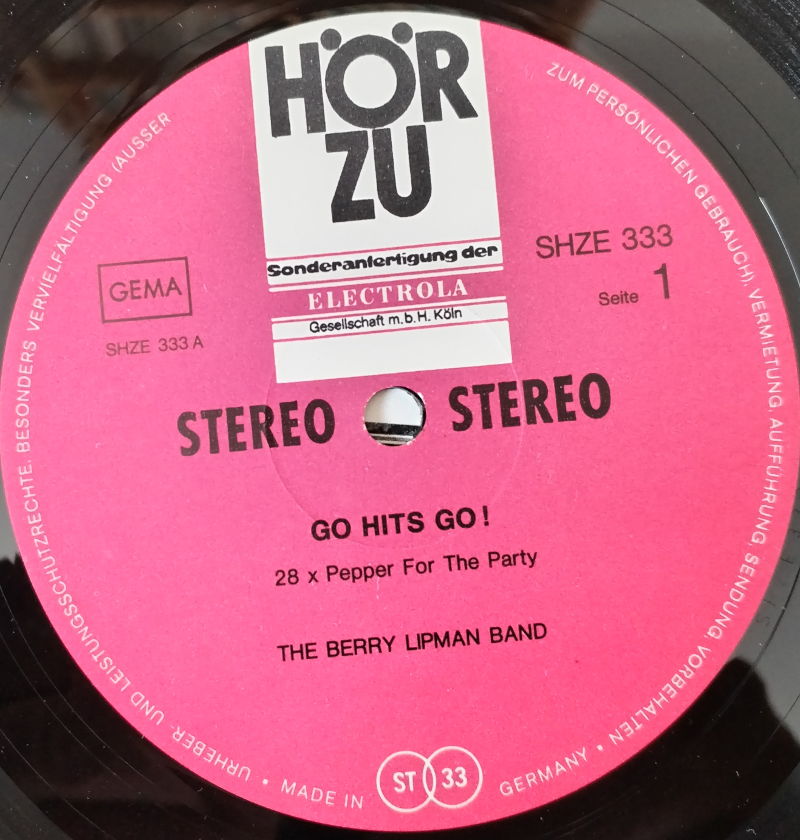 HÖR
ZU
Sonderanfertigung der
ELECTROLA
Gesellschaft m.b.H. Köln
GEMA
SHZE 333 A
SHZE 333
Seite 1
STEREO STEREO
GO HITS GO!
28 x Pepper For The Party
THE BERRY LIPMAN BAND
URHEBER- UND LEISTUNGSSCHUTZRECHTE, BESONDERS VERVIELFÄLTIGUNG (AUSSER
ZUM PERSÖNLICHEN GEBRAUCH), VERMIETUNG, AUFFÜHRUNG, SENDUNG, VORBEHALTEN •
• MADE IN ST 33 GERMANY